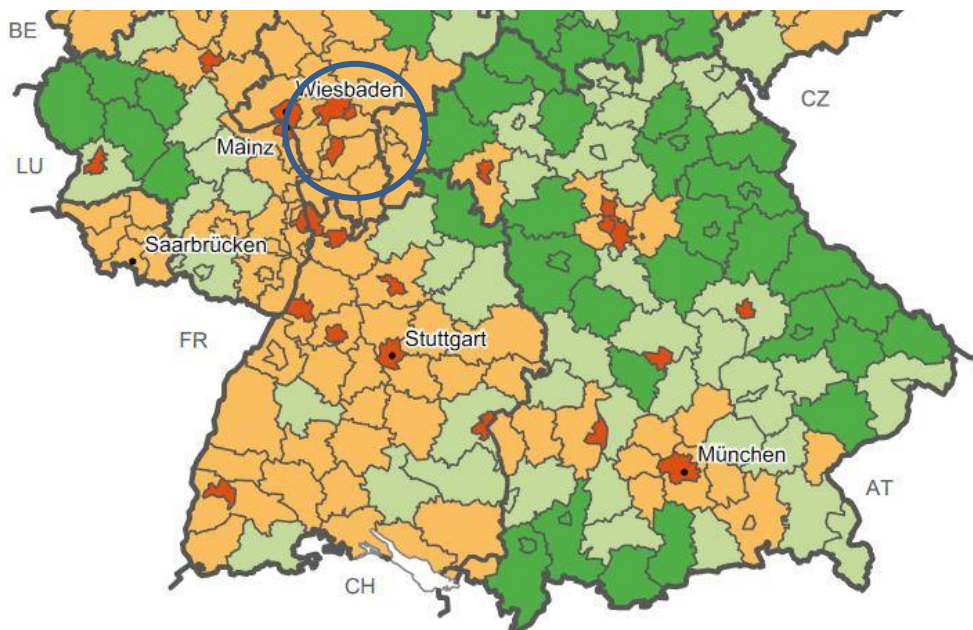 BE
Wiesbaden
CZ
Mainz
LU
Saarbrücken
FR
Stuttgart
München
AT
CH